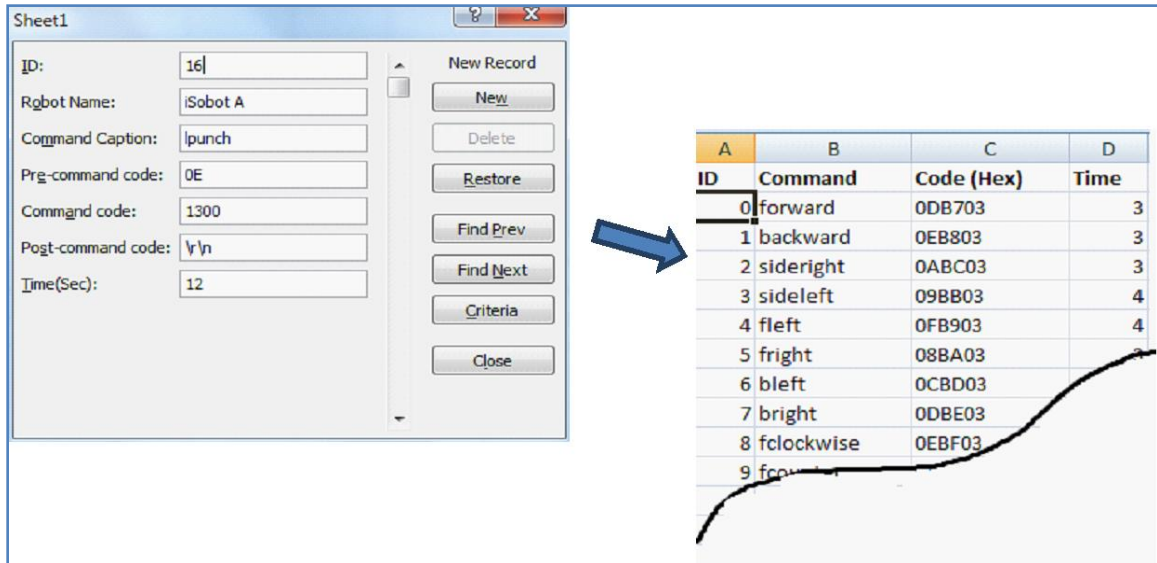 Sheet1
ID: 16
New Record
Robot Name: iSobot A
New
Command Caption: lpunch
Delete
Pre-command code: 0E
Restore
Command code: 1300
Find Prev
Post-command code: \r\n
Find Next
Time(Sec): 12
Criteria
Close
A B C D
ID Command Code (Hex) Time
0 forward 0DB703 3
1 backward 0EB803 3
2 sideright 0ABC03 3
3 sideleft 09BB03 4
4 fleft 0FB903 4
5 fright 08BA03
6 bleft 0CBD03
7 bright 0DBE03
8 fclockwise 0EBF03
9